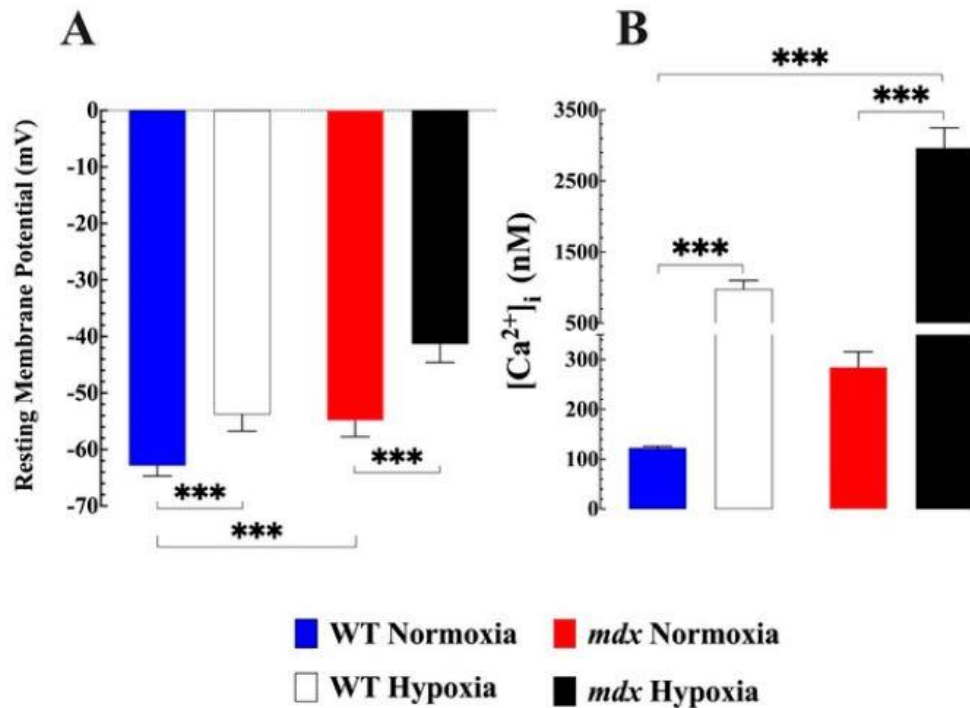 A
B
Resting Membrane Potential (mV)
0
-10
-20
-30
-40
-50
-60
-70
***
***
***
[Ca²⁺]ᵢ (nM)
3500
2500
1500
500
300
200
100
0
***
***
***
WT Normoxia
mdx Normoxia
WT Hypoxia
mdx Hypoxia